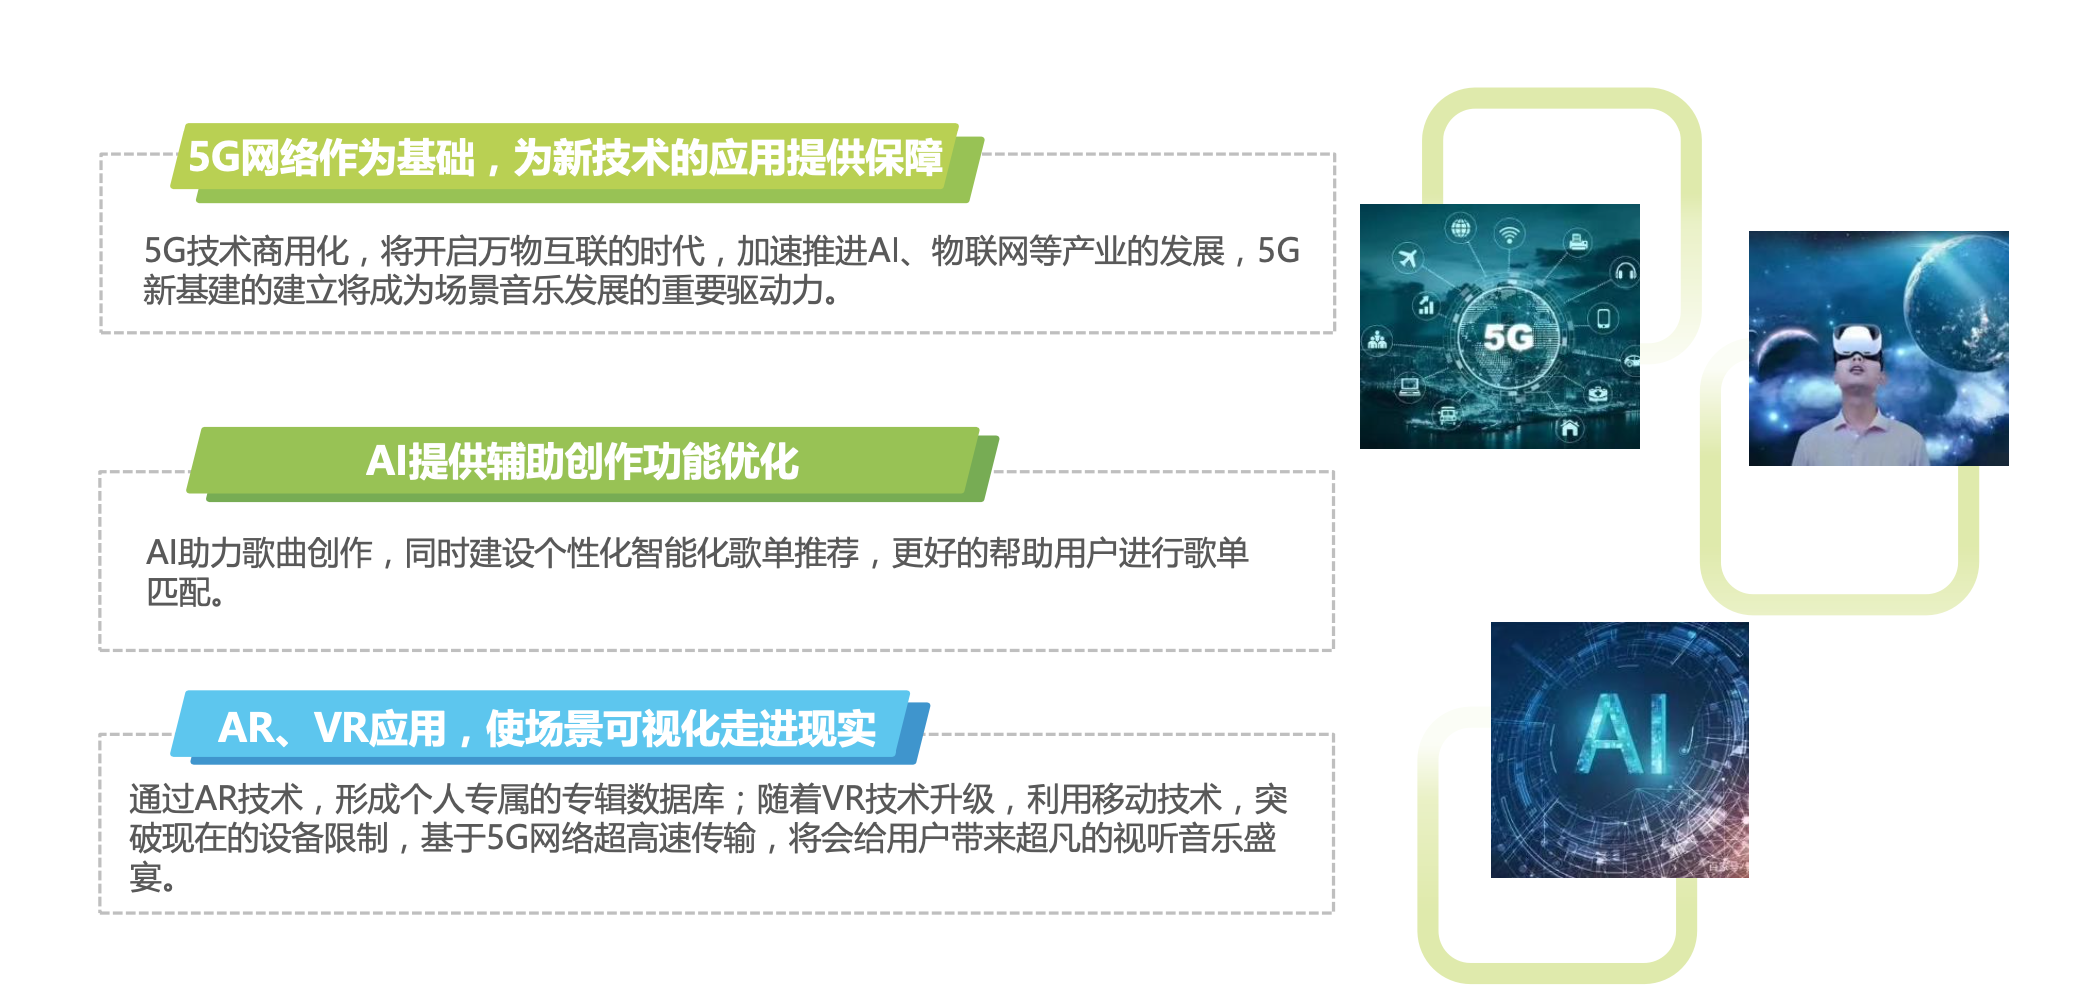 5G网络作为基础，为新技术的应用提供保障
5G技术商用化，将开启万物互联的时代，加速推进AI、物联网等产业的发展，5G
新基建的建立将成为场景音乐发展的重要驱动力。
AI提供辅助创作功能优化
AI助力歌曲创作，同时建设个性化智能化歌单推荐，更好的帮助用户进行歌单
匹配。
AR、VR应用，使场景可视化走进现实
通过AR技术，形成个人专属的专辑数据库；随着VR技术升级，利用移动技术，突
破现在的设备限制，基于5G网络超高速传输，将会给用户带来超凡的视听音乐盛
宴。
5G
AI